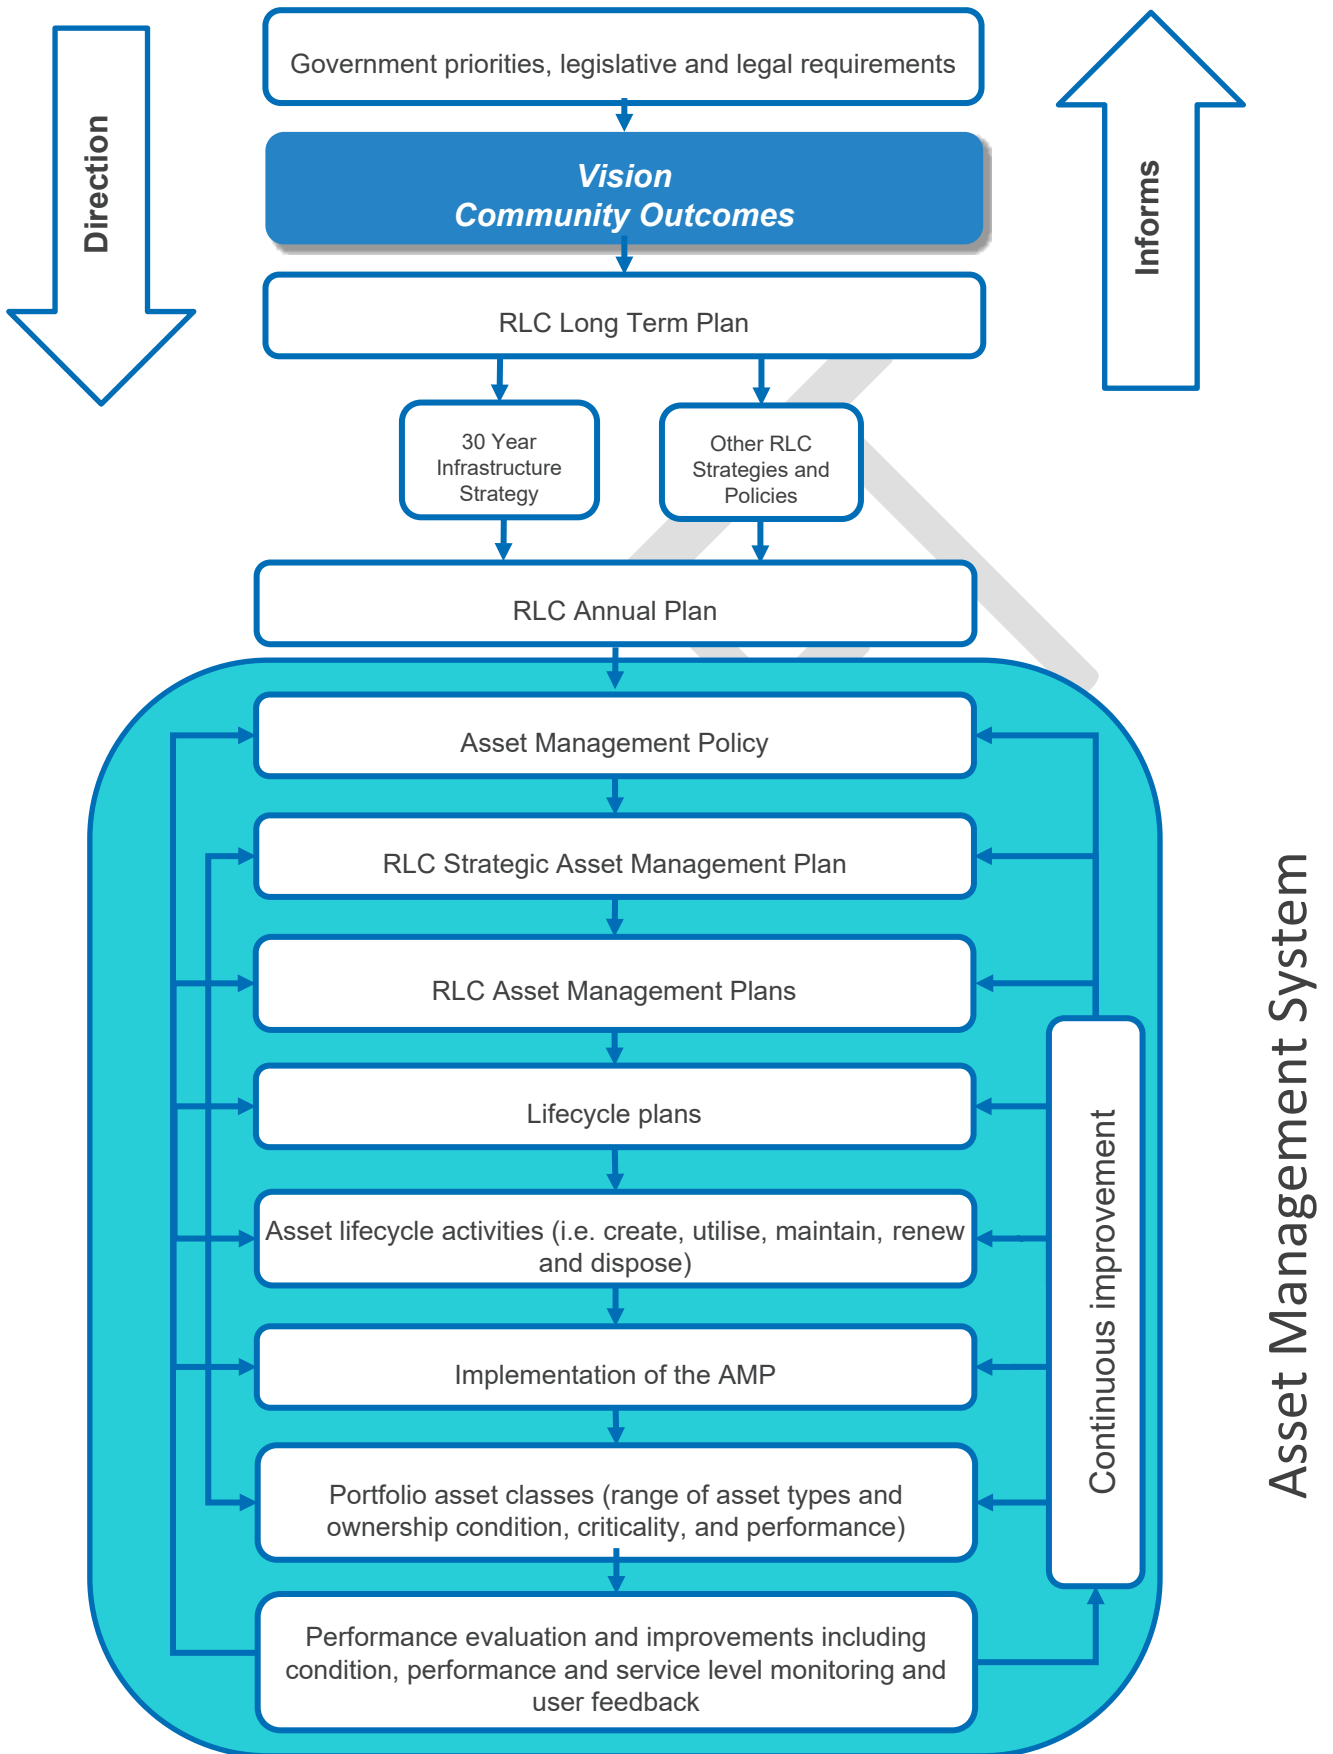 Direction
Government priorities, legislative and legal requirements
Informs
Vision
Community Outcomes
RLC Long Term Plan
30 Year
Infrastructure
Strategy
Other RLC
Strategies and
Policies
RLC Annual Plan
Asset Management Policy
RLC Strategic Asset Management Plan
RLC Asset Management Plans
Lifecycle plans
Asset lifecycle activities (i.e. create, utilise, maintain, renew
and dispose)
Implementation of the AMP
Portfolio asset classes (range of asset types and
ownership condition, criticality, and performance)
Performance evaluation and improvements including
condition, performance and service level monitoring and
user feedback
Continuous improvement
Asset Management System